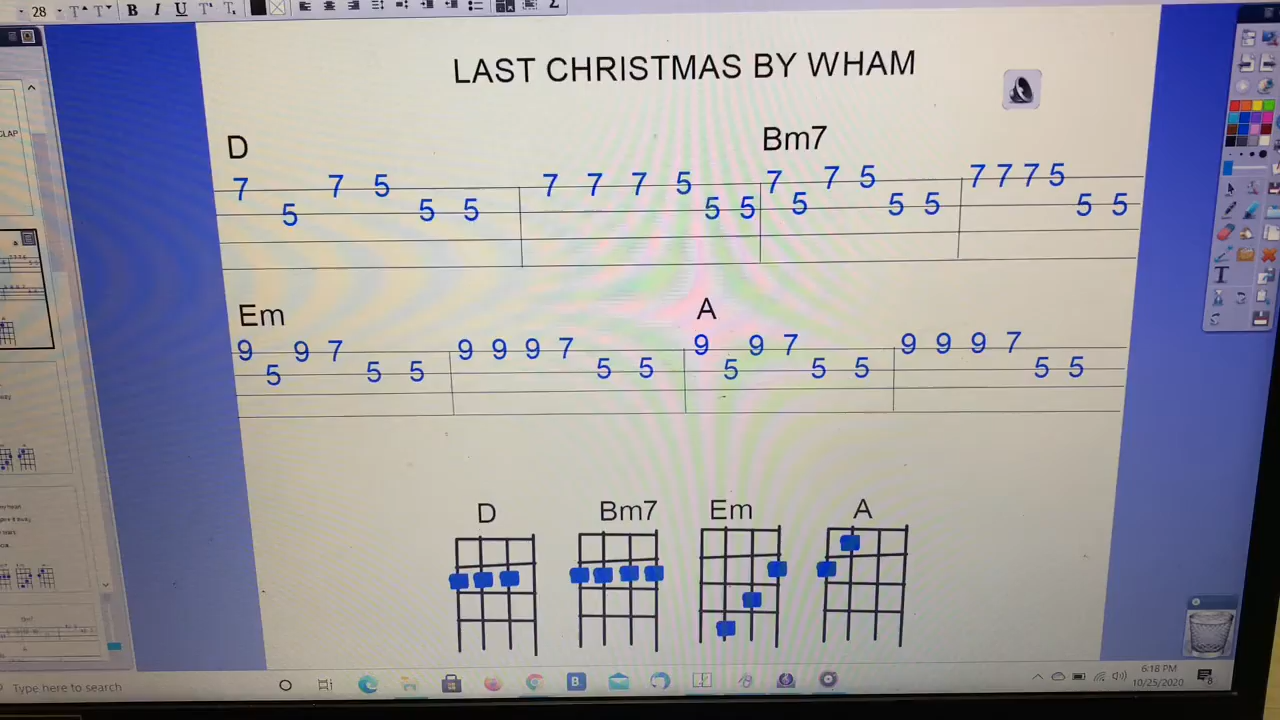 28 B I U
LAST CHRISTMAS BY WHAM
D Bm7
7 5 7 5 5 5 7 7 7 5 5 5 7 5 7 5 5 5 7 7 7 5 5 5
Em A
9 5 9 7 5 5 9 9 9 7 5 5 9 5 9 7 5 5 9 9 9 7 5 5
D Bm7 Em A
CLAP
T
Type here to search
6:18 PM
10/25/2020